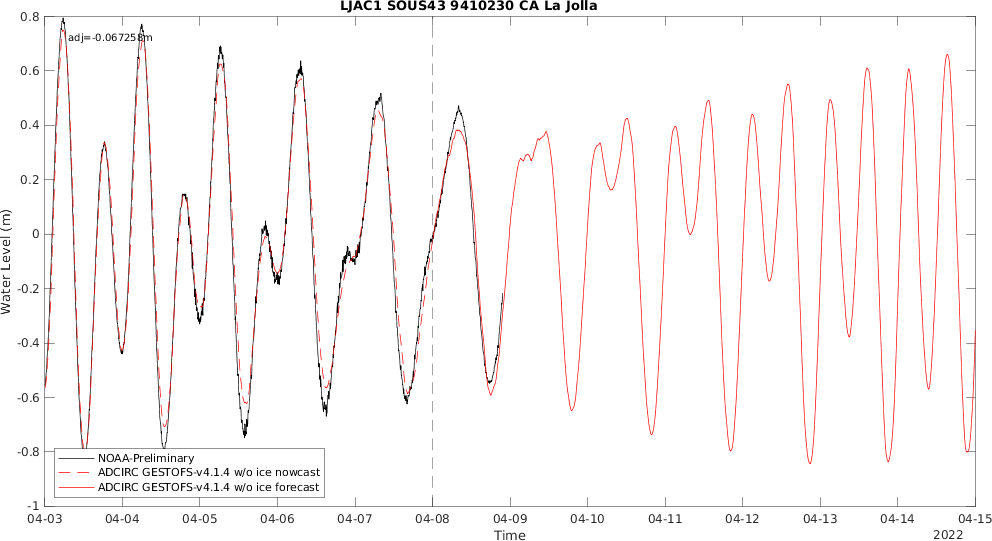 LJAC1 SOUS43 9410230 CA La Jolla
adj=-0.067258m
Water Level (m)
0.8
0.6
0.4
0.2
0
-0.2
-0.4
-0.6
-0.8
-1
NOAA-Preliminary
ADCIRC GESTOFS-v4.1.4 w/o ice nowcast
ADCIRC GESTOFS-v4.1.4 w/o ice forecast
04-03 04-04 04-05 04-06 04-07 04-08 04-09 04-10 04-11 04-12 04-13 04-14 04-15
Time
2022